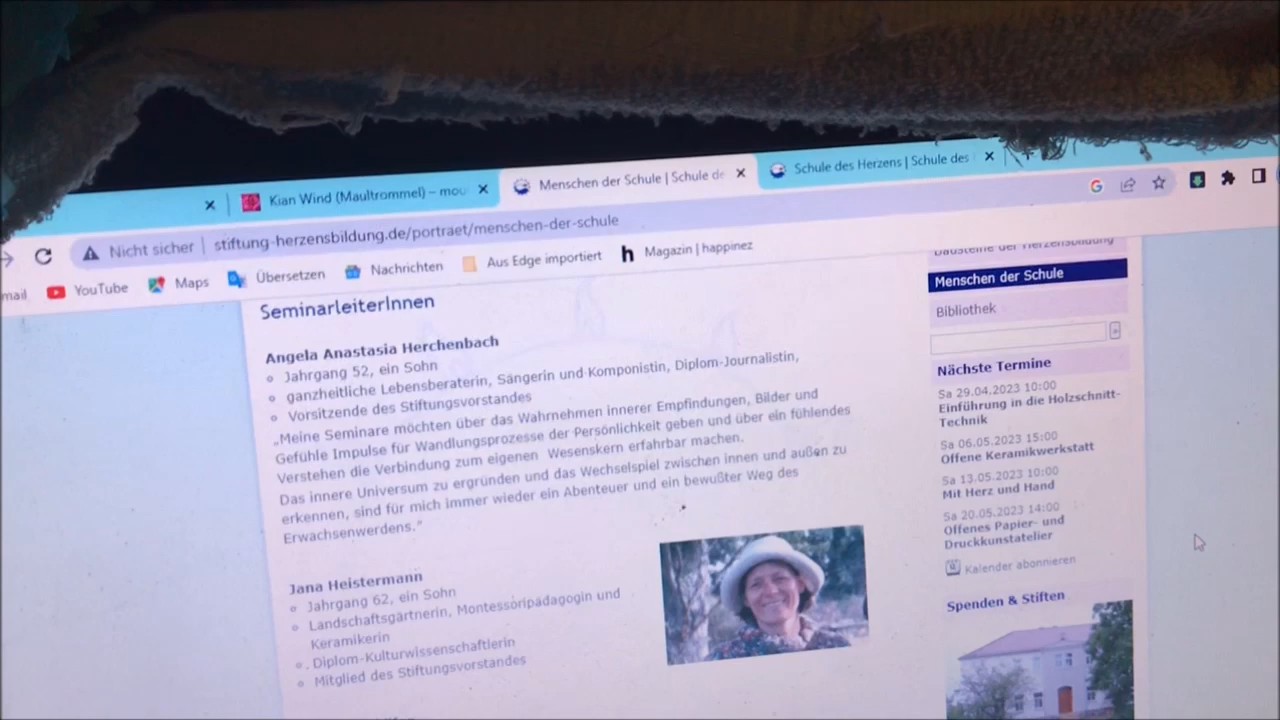 Kian Wind (Maultrommel) – mou
Menschen der Schule | Schule de
Schule des Herzens | Schule des
Nicht sicher | stiftung-herzensbildung.de/portraet/menschen-der-schule
mail
YouTube
Maps
Übersetzen
Nachrichten
Aus Edge importiert
h Magazin | happinez
SeminarleiterInnen
Angela Anastasia Herchenbach
Jahrgang 52, ein Sohn
ganzheitliche Lebensberaterin, Sängerin und Komponistin, Diplom-Journalistin,
Vorsitzende des Stiftungsvorstandes
„Meine Seminare möchten über das Wahrnehmen innerer Empfindungen, Bilder und
Gefühle Impulse für Wandlungsprozesse der Persönlichkeit geben und über ein fühlendes
Verstehen die Verbindung zum eigenen Wesenskern erfahrbar machen.
Das innere Universum zu ergründen und das Wechselspiel zwischen innen und außen zu
erkennen, sind für mich immer wieder ein Abenteuer und ein bewußter Weg des
Erwachsenwerdens."
Jana Heistermann
Jahrgang 62, ein Sohn
Landschaftsgärtnerin, Montessoripädagogin und
Keramikerin
Diplom-Kulturwissenschaftlerin
Mitglied des Stiftungsvorstandes
Bausteine der Herzensbildung
Menschen der Schule
Bibliothek
Nächste Termine
Sa 29.04.2023 10:00
Einführung in die Holzschnitt-
Technik
Sa 06.05.2023 15:00
Offene Keramikwerkstatt
Sa 13.05.2023 10:00
Mit Herz und Hand
Sa 20.05.2023 14:00
Offenes Papier- und
Druckkunstatelier
Kalender abonnieren
Spenden & Stiften